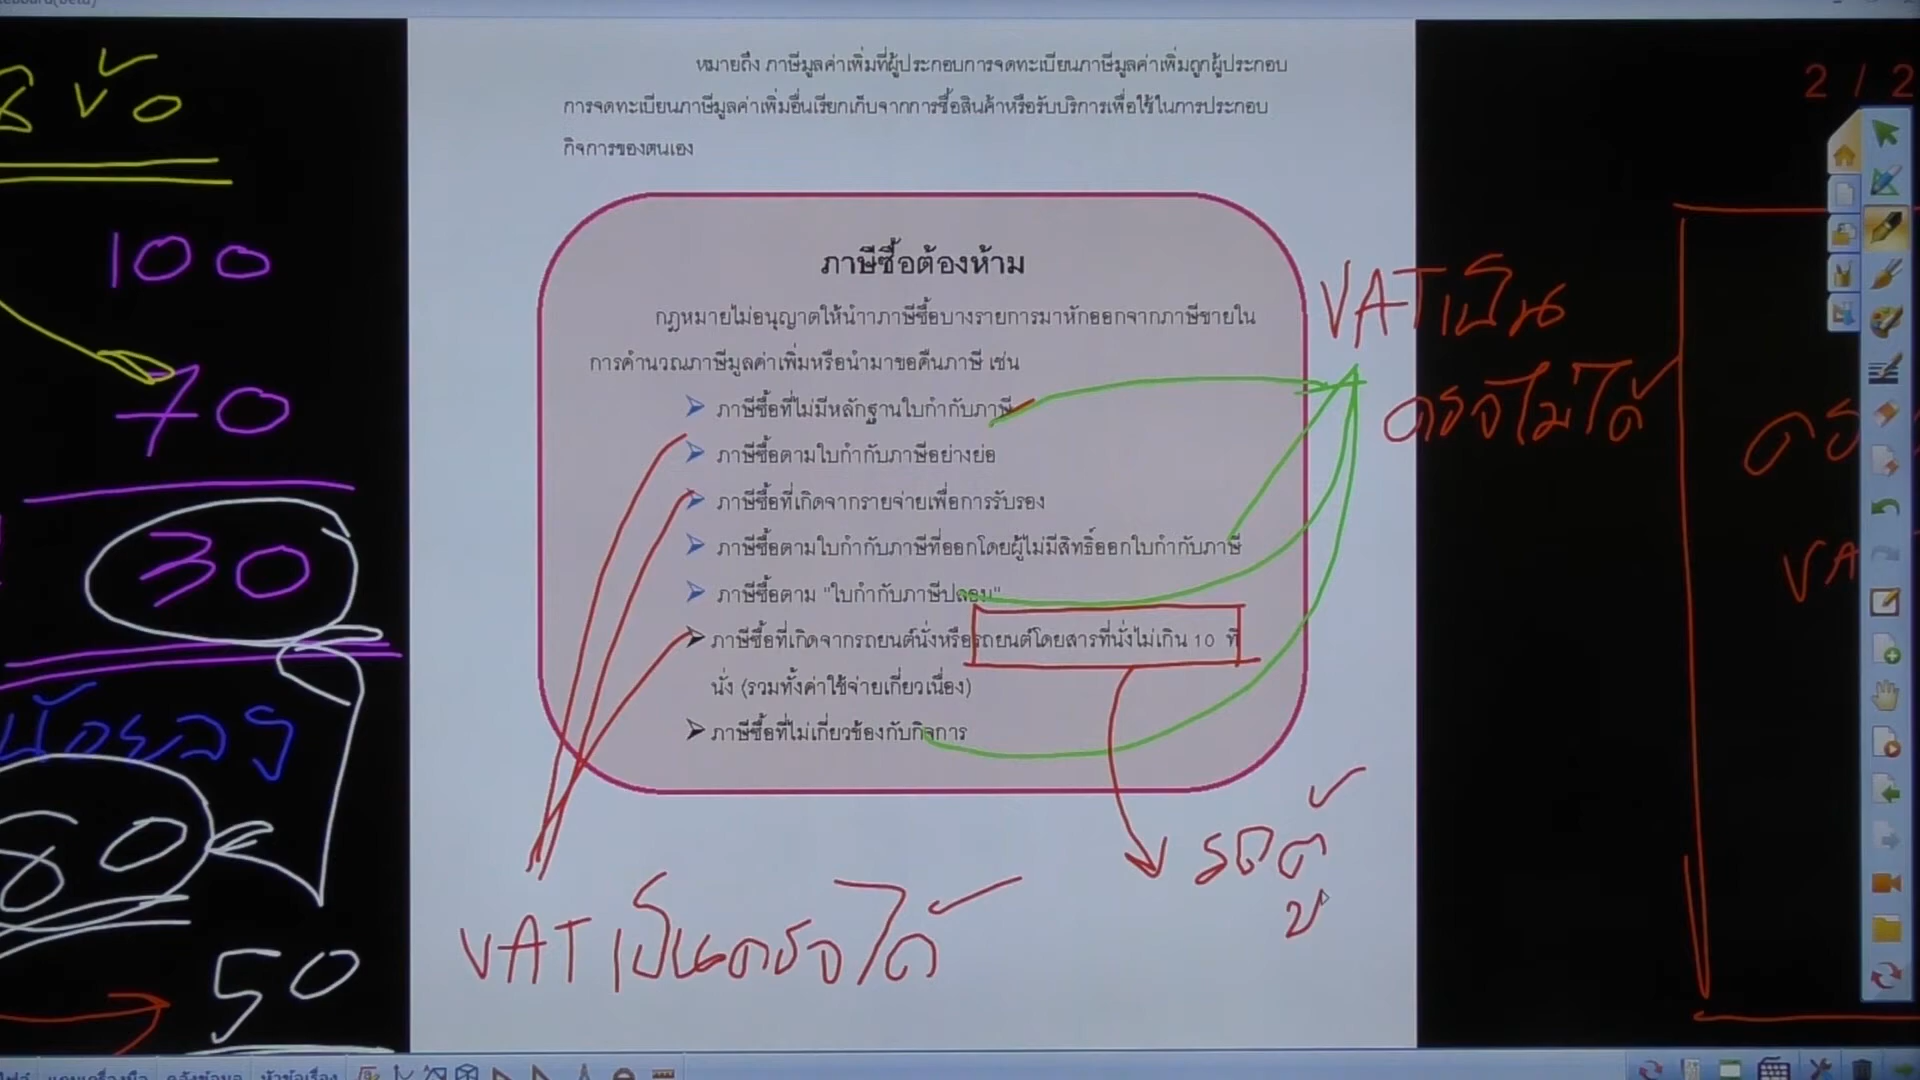 8 ข้อ
100
70
30
น้อยลง
80
50
หมายถึง ภาษีมูลค่าเพิ่มที่ผู้ประกอบการจดทะเบียนภาษีมูลค่าเพิ่มถูกผู้ประกอบ
การจดทะเบียนภาษีมูลค่าเพิ่มอื่นเรียกเก็บจากการซื้อสินค้าหรือรับบริการเพื่อใช้ในการประกอบ
กิจการของตนเอง
ภาษีซื้อต้องห้าม
กฎหมายไม่อนุญาตให้นำาภาษีซื้อบางรายการมาหักออกจากภาษีขายใน
การคำนวณภาษีมูลค่าเพิ่มหรือนำมาขอคืนภาษี เช่น
ภาษีซื้อที่ไม่มีหลักฐานใบกำกับภาษี
ภาษีซื้อตามใบกำกับภาษีอย่างย่อ
ภาษีซื้อที่เกิดจากรายจ่ายเพื่อการรับรอง
ภาษีซื้อตามใบกำกับภาษีที่ออกโดยผู้ไม่มีสิทธิ์ออกใบกำกับภาษี
ภาษีซื้อตาม "ใบกำกับภาษีปลอม"
ภาษีซื้อที่เกิดจากรถยนต์นั่งหรือรถยนต์โดยสารที่นั่งไม่เกิน 10 ที่
นั่ง (รวมทั้งค่าใช้จ่ายเกี่ยวเนื่อง)
ภาษีซื้อที่ไม่เกี่ยวข้องกับกิจการ
VAT เป็น
ครจ ไม่ได้
รถตู้
VAT เป็นครจ ได้
2 / 2
VA
หัวข้อเรื่อง